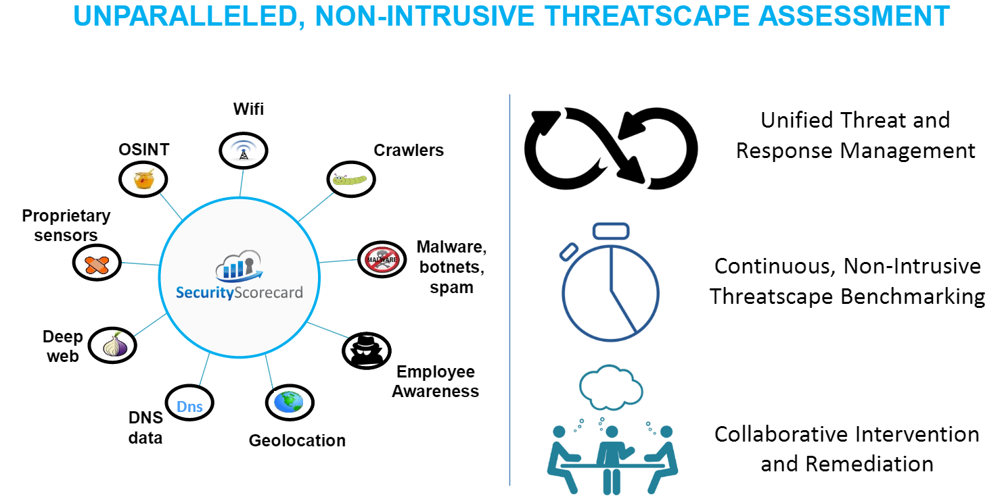 UNPARALLELED, NON-INTRUSIVE THREATSCAPE ASSESSMENT
Wifi
OSINT
Crawlers
Proprietary
sensors
MALWARE
Malware,
botnets,
spam
SecurityScorecard
Deep
web
Employee
Awareness
Dns
DNS
data
Geolocation
Unified Threat and
Response Management
Continuous, Non-Intrusive
Threatscape Benchmarking
Collaborative Intervention
and Remediation